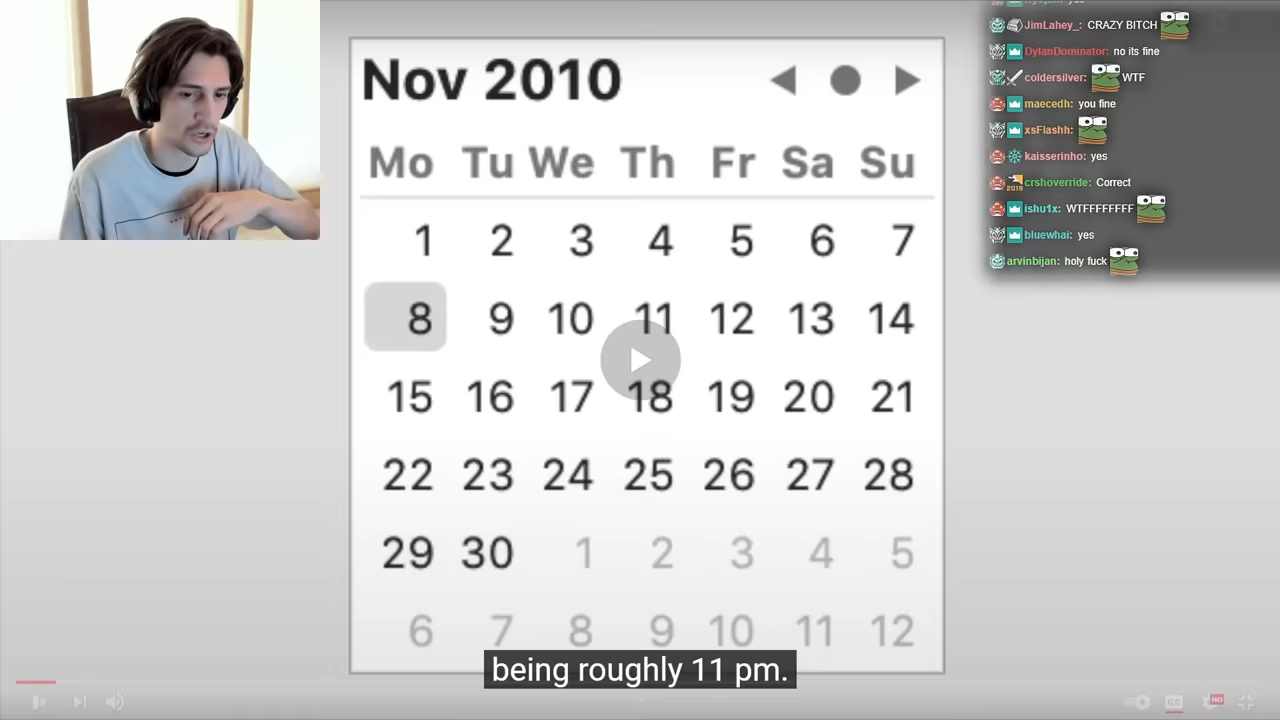 JimLahey_: CRAZY BITCH
DylanDominator: no its fine
coldersilver: WTF
maecedh: you fine
xsFlashh:
kaisserinho: yes
2019 crshoverride: Correct
ishu1x: WTFFFFFFFF
bluewhai: yes
arvinbijan: holy fuck
Nov 2010
Mo Tu We Th Fr Sa Su
1 2 3 4 5 6 7
8 9 10 11 12 13 14
15 16 17 18 19 20 21
22 23 24 25 26 27 28
29 30 1 2 3 4 5
6 7 8 9 10 11 12
being roughly 11 pm.
CC HD